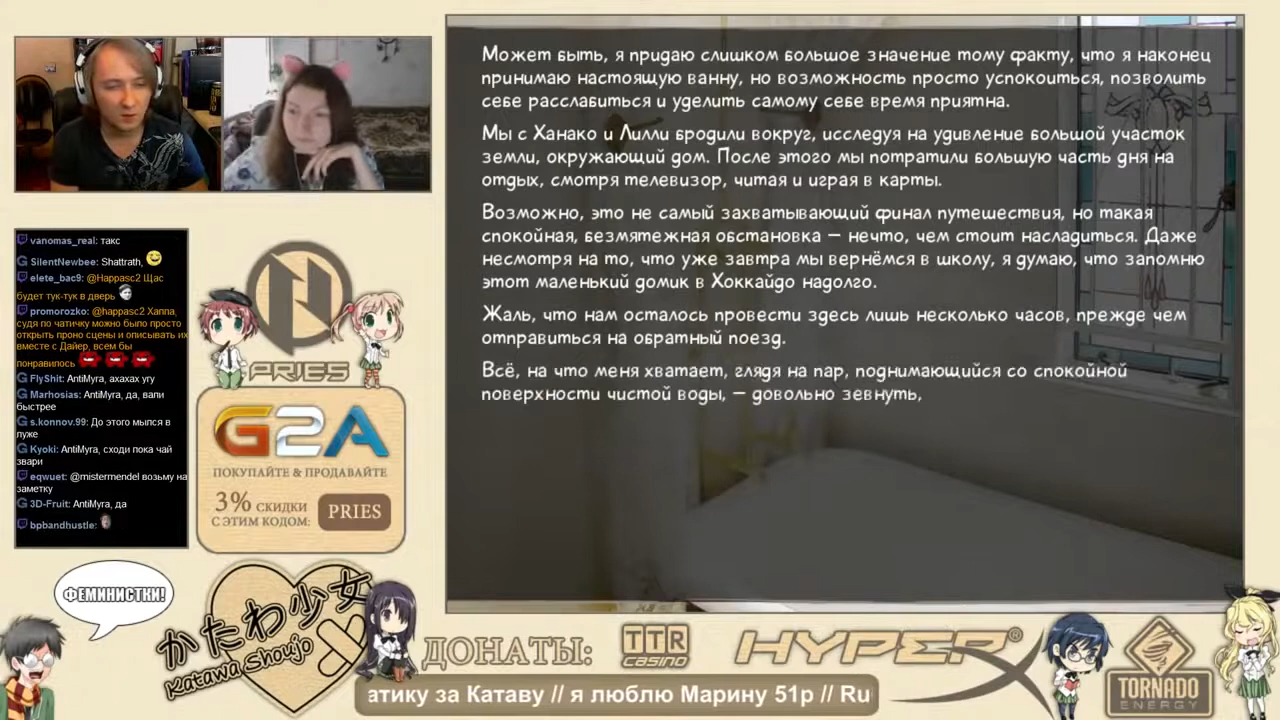 Может быть, я придаю слишком большое значение тому факту, что я наконец
принимаю настоящую ванну, но возможность просто успокоиться, позволить
себе расслабиться и уделить самому себе время приятна.
Мы с Ханако и Лилли бродили вокруг, исследуя на удивление большой участок
земли, окружающий дом. После этого мы потратили большую часть дня на
отдых, смотря телевизор, читая и играя в карты.
Возможно, это не самый захватывающий финал путешествия, но такая
спокойная, безмятежная обстановка — нечто, чем стоит насладиться. Даже
несмотря на то, что уже завтра мы вернёмся в школу, я думаю, что запомню
этот маленький домик в Хоккайдо надолго.
Жаль, что нам осталось провести здесь лишь несколько часов, прежде чем
отправиться на обратный поезд.
Всё, на что меня хватает, глядя на пар, поднимающийся со спокойной
поверхности чистой воды, — довольно зевнуть,
vanomas_real: такс
SilentNewbee: Shattrath,
elete_bac9: @Happasc2 Щас
будет тук-тук в дверь
promorozko: @happasc2 Хаппа,
судя по чатичку можно было просто
открыть проно сцены и описывать их
вместе с Дайер, всем бы
понравилось
FlyShit: AntiMyra, ахахах угу
Marhosias: AntiMyra, да, вали
быстрее
s.konnov.99: До этого мылся в
луже
Kyoki: AntiMyra, сходи пока чай
звари
eqwuet: @mistermendel возьму на
заметку
3D-Fruit: AntiMyra, да
bpbandhustle:
PRIES
G2A
ПОКУПАЙТЕ & ПРОДАВАЙТЕ
3% СКИДКИ
С ЭТИМ КОДОМ:
PRIES
ФЕМИНИСТКИ!
かたわ少女
Katawa Shoujo
ДОНАТЫ:
TTR
CASINO
HYPERX®
TORNADO
ENERGY
атику за Катаву // я люблю Марину 51р // Ru